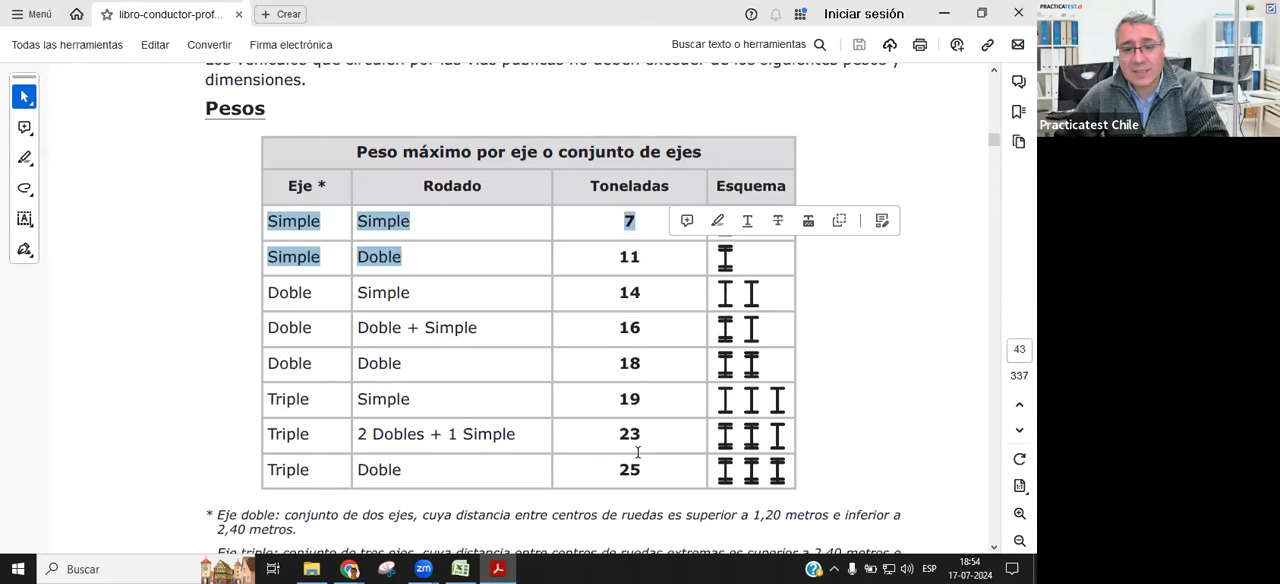 Menú
libro-conductor-prof...
Crear
Iniciar sesión
Todas las herramientas
Editar
Convertir
Firma electrónica
Buscar texto o herramientas
dimensiones.
Pesos
Peso máximo por eje o conjunto de ejes
Eje * Rodado Toneladas Esquema
Simple Simple 7
Simple Doble 11
Doble Simple 14
Doble Doble + Simple 16
Doble Doble 18
Triple Simple 19
Triple 2 Dobles + 1 Simple 23
Triple Doble 25
* Eje doble: conjunto de dos ejes, cuya distancia entre centros de ruedas es superior a 1,20 metros e inferior a
2,40 metros.
43
337
PRACTICATEST.cl
Practicatest Chile
Buscar
zm
ESP
18:54
17-07-2024